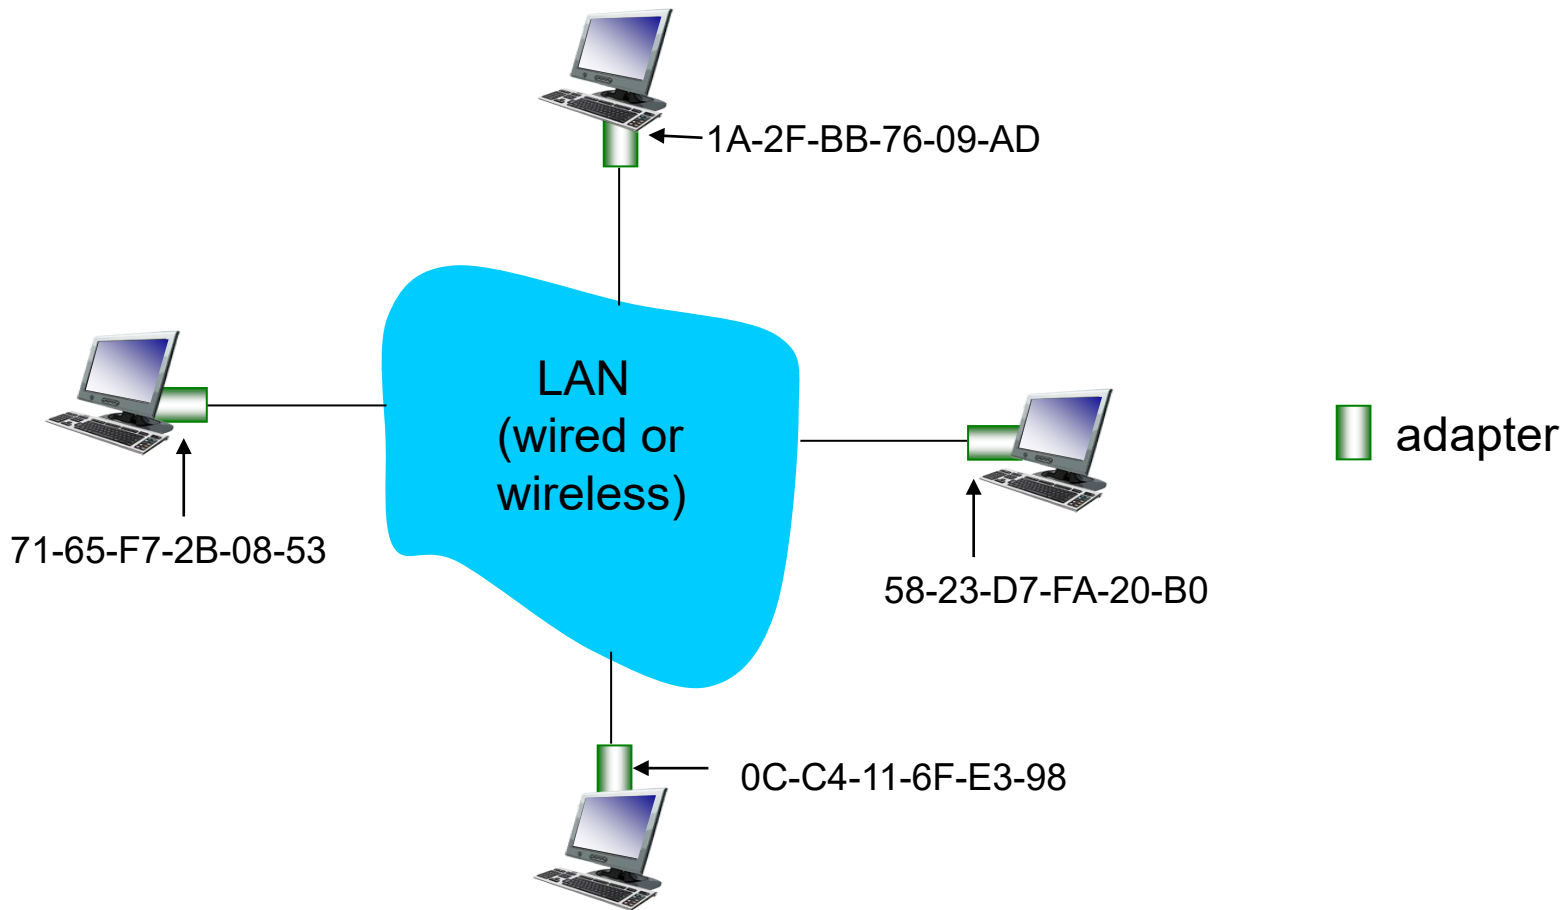 1A-2F-BB-76-09-AD
LAN
(wired or
wireless)
adapter
71-65-F7-2B-08-53
58-23-D7-FA-20-B0
0C-C4-11-6F-E3-98